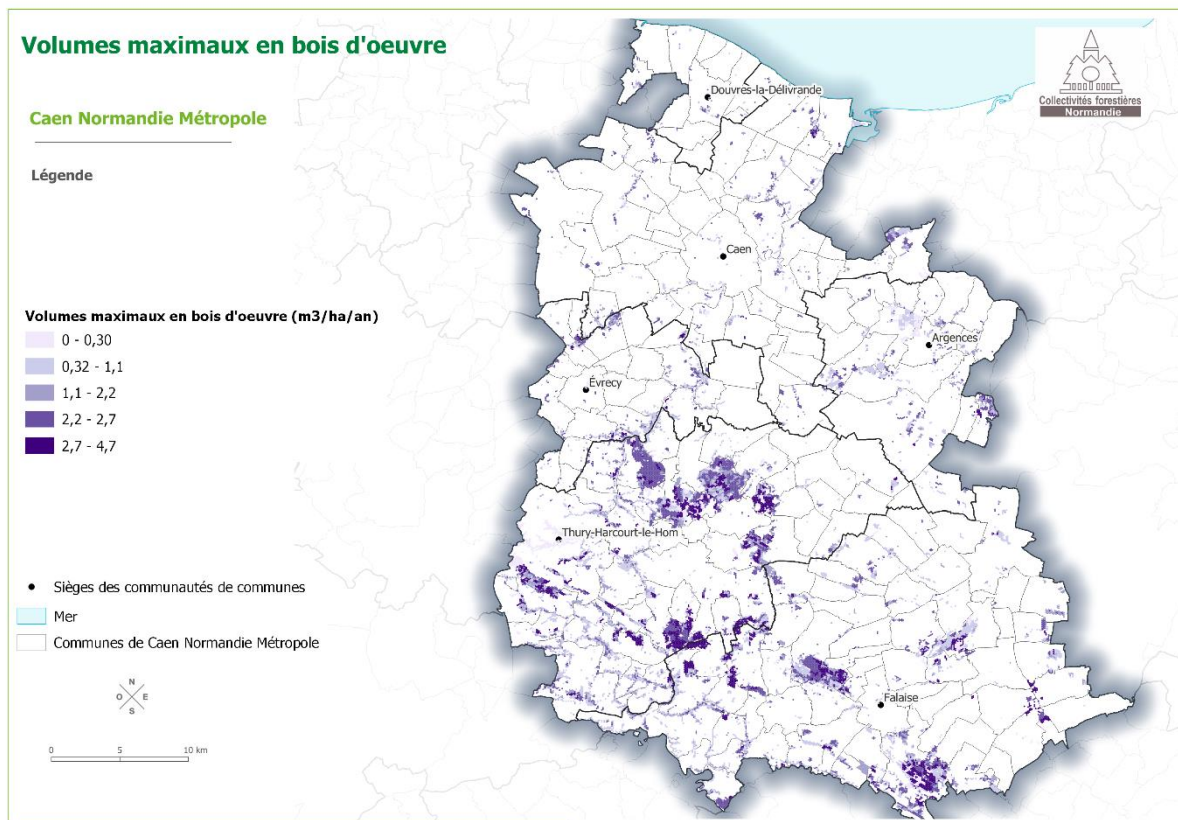 Volumes maximaux en bois d'oeuvre
Caen Normandie Métropole
Légende
Volumes maximaux en bois d'oeuvre (m3/ha/an)
0 - 0,30
0,32 - 1,1
1,1 - 2,2
2,2 - 2,7
2,7 - 4,7
Sièges des communautés de communes
Mer
Communes de Caen Normandie Métropole
N
O E
S
0 5 10 km
Collectivités forestières
Normandie
Douvres-la-Délivrande
Caen
Argences
Évrecy
Thury-Harcourt-le-Hom
Falaise